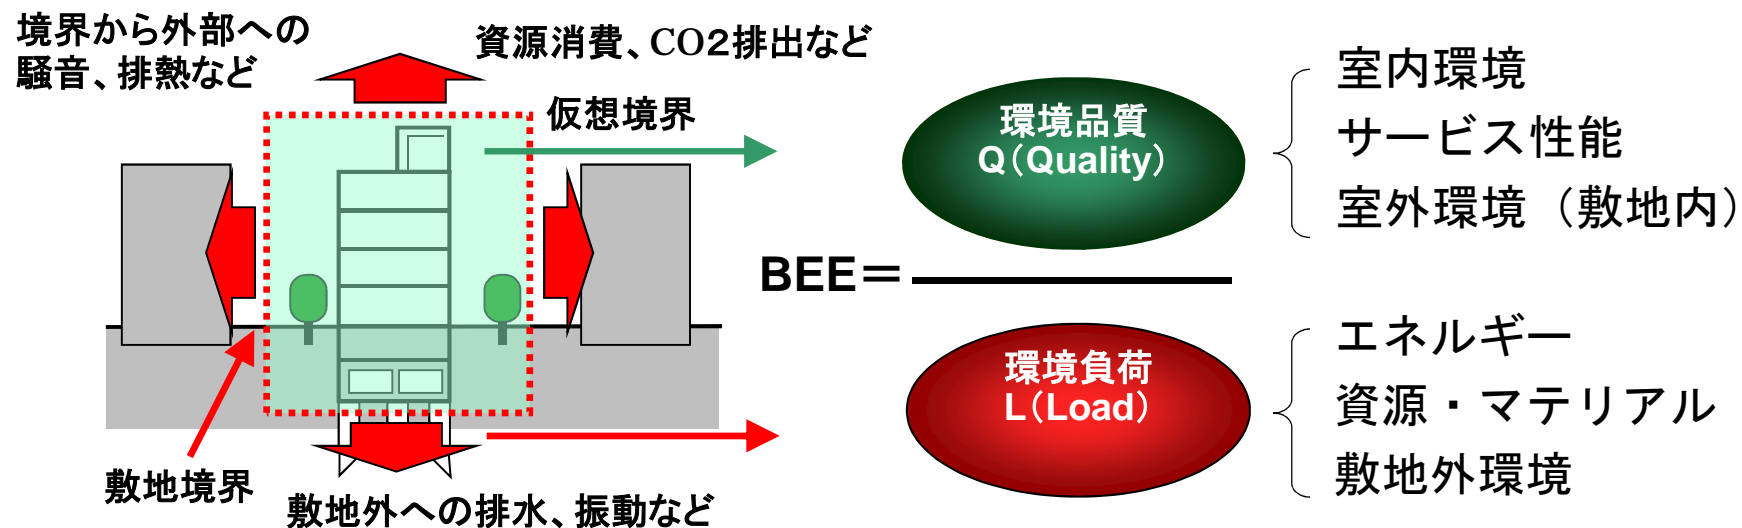 境界から外部への
騒音、排熱など
資源消費、CO2排出など
仮想境界
敷地境界
敷地外への排水、振動など
BEE＝
環境品質
Q（Quality）
室内環境
サービス性能
室外環境（敷地内）
環境負荷
L（Load）
エネルギー
資源・マテリアル
敷地外環境